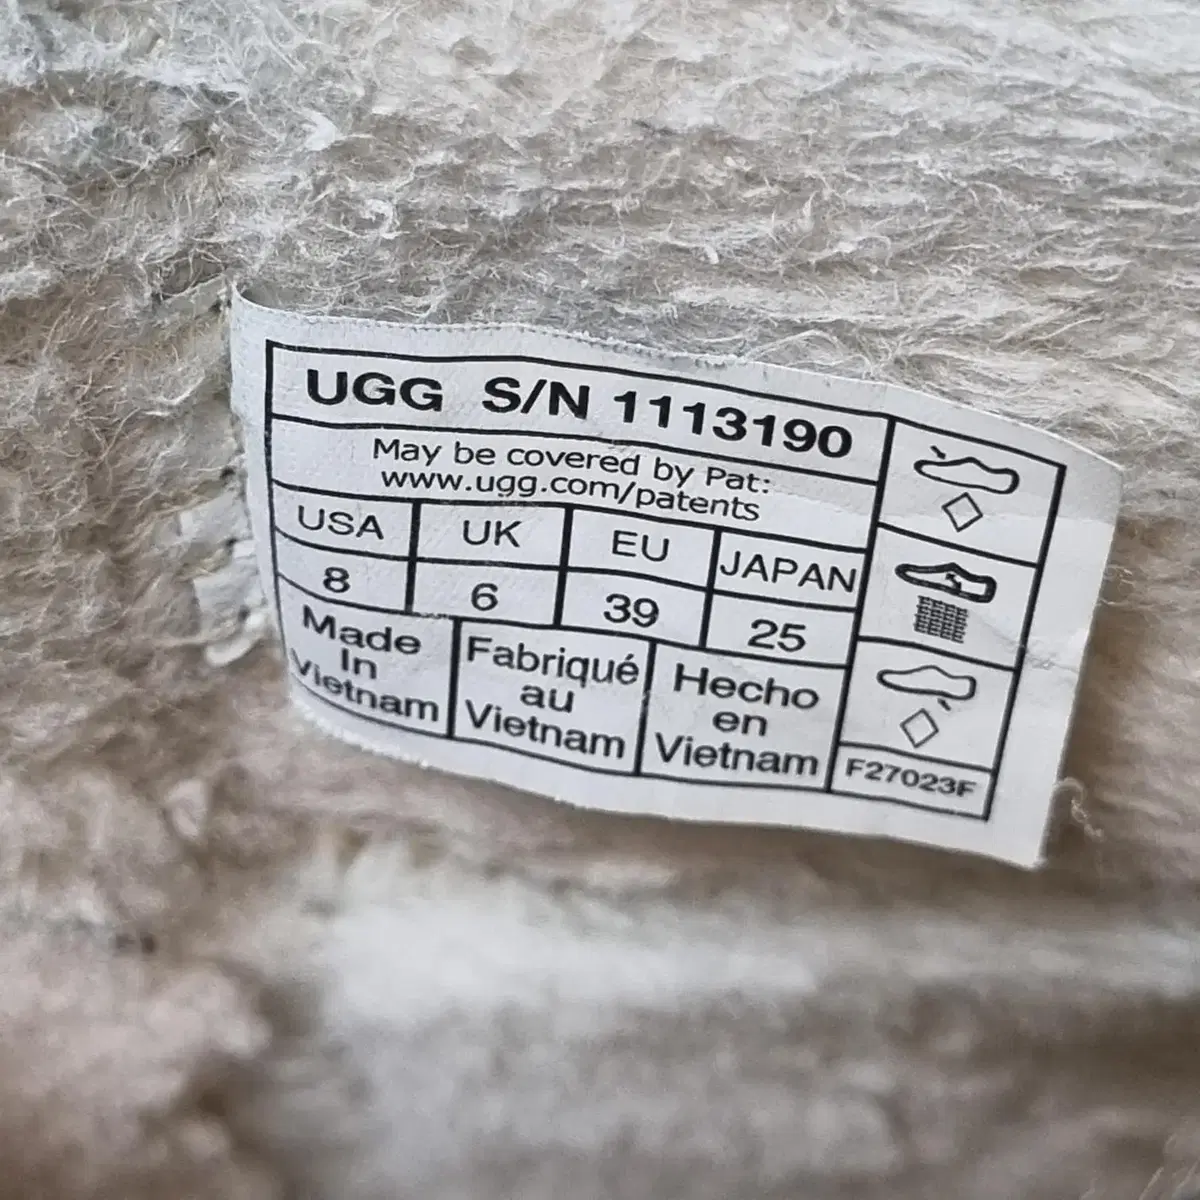 UGG S/N 1113190
May be covered by Pat:
www.ugg.com/patents
USA UK EU JAPAN
8 6 39 25
Made
In
Vietnam
Fabriqué
au
Vietnam
Hecho
en
Vietnam
F27023F